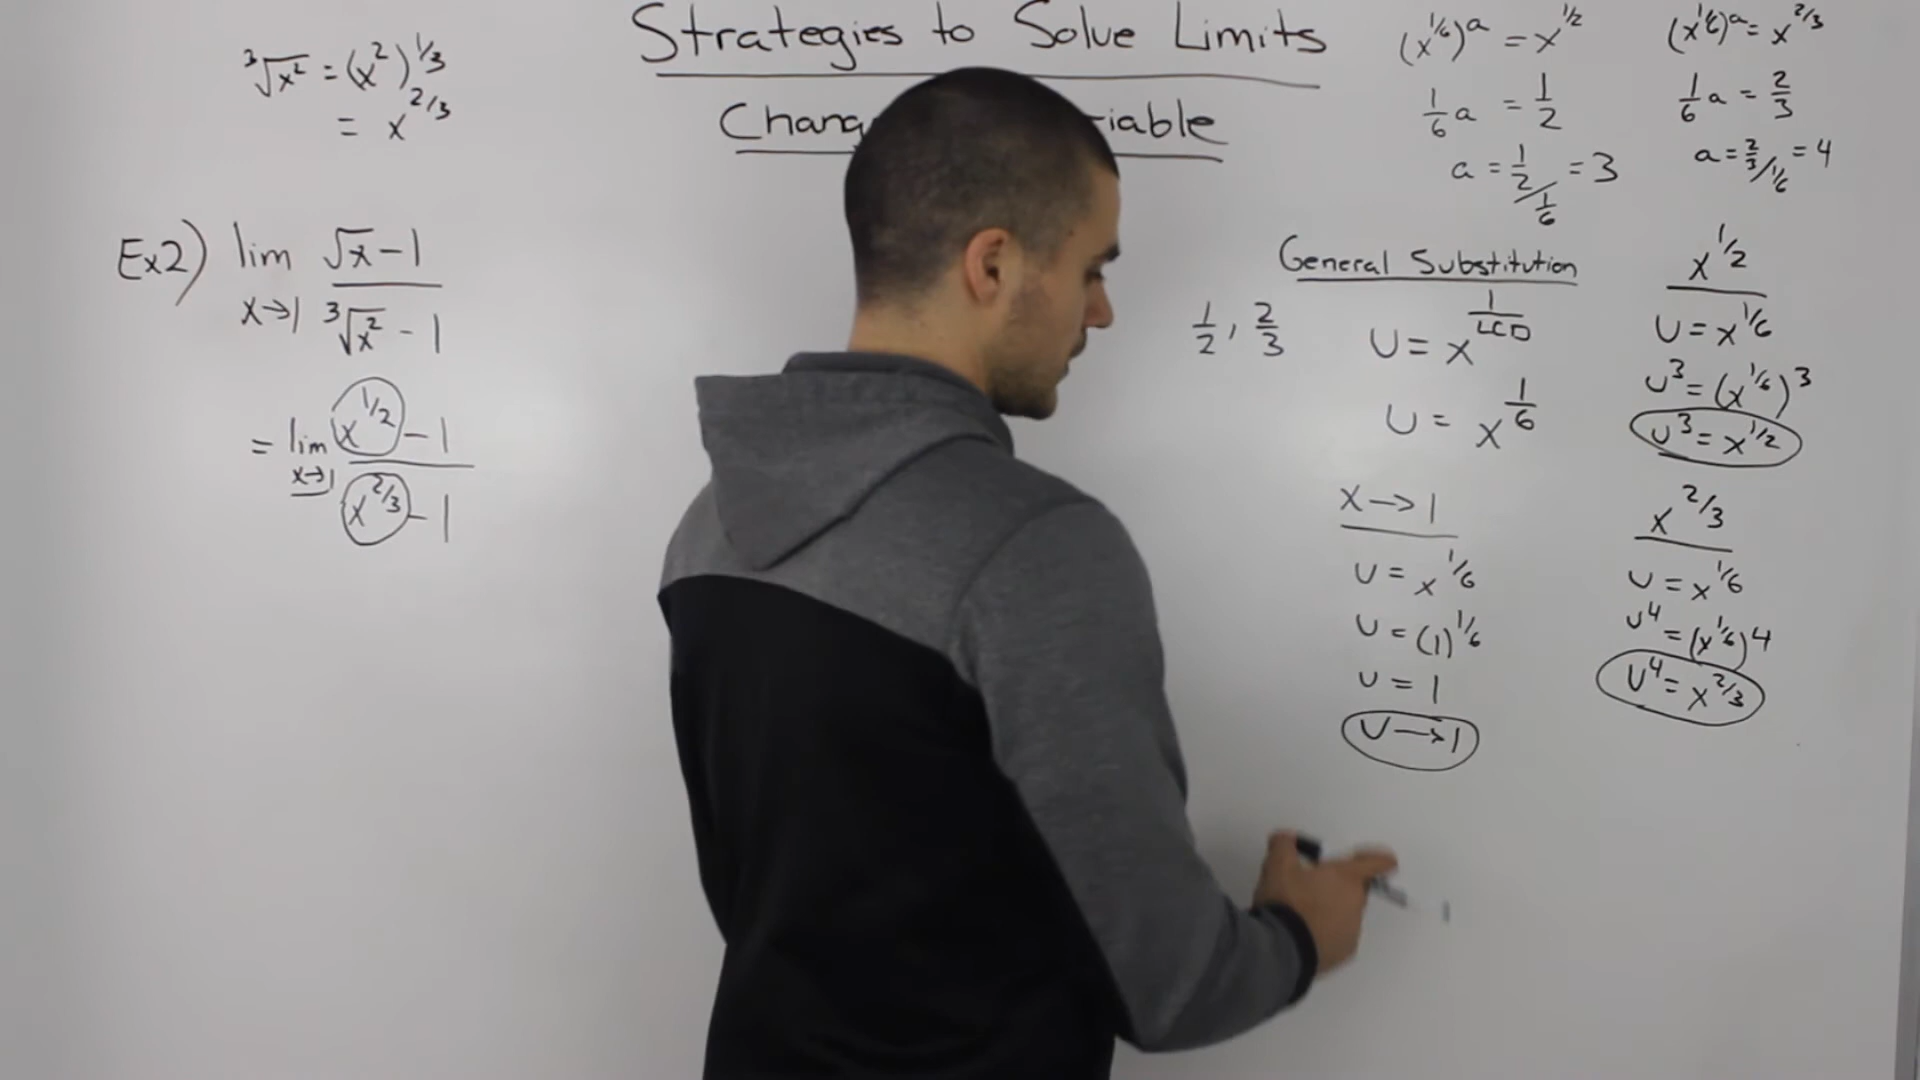 Strategies to Solve Limits
Chang iable
∛x² = (x²)^1/3
= x^2/3
Ex2) lim x→1 (√x - 1)/(∛x² - 1)
= lim x→1 (x^1/2 - 1)/(x^2/3 - 1)
(x^1/6)^a = x^1/2
1/6 a = 1/2
a = 1/2 / 1/6 = 3
(x^1/6)^a = x^2/3
1/6 a = 2/3
a = 2/3 / 1/6 = 4
General Substitution
1/2, 2/3
U = x^1/LCD
U = x^1/6
x → 1
U = x^1/6
U = (1)^1/6
U = 1
U → 1
x^1/2
U = x^1/6
U³ = (x^1/6)³
U³ = x^1/2
x^2/3
U = x^1/6
U⁴ = (x^1/6)4
U⁴ = x^2/3